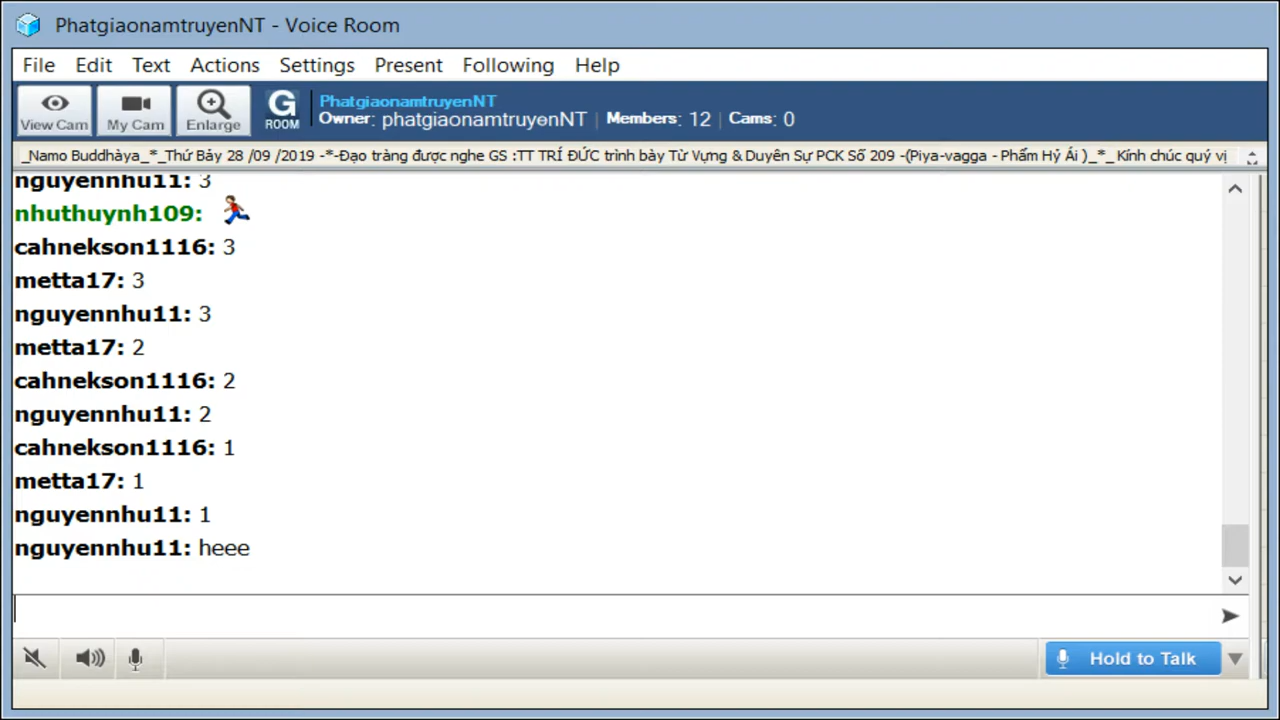 PhatgiaonamtruyenNT - Voice Room
File Edit Text Actions Settings Present Following Help
View Cam My Cam Enlarge G ROOM
PhatgiaonamtruyenNT
Owner: phatgiaonamtruyenNT | Members: 12 | Cams: 0
_Namo Buddhàya_*_Thứ Bảy 28 /09 /2019 -*-Đạo tràng được nghe GS :TT TRÍ ĐỨC trình bày Từ Vựng & Duyên Sự PCK Số 209 -(Piya-vagga - Phẩm Hỷ Ái )_*_ Kính chúc quý vị
nguyennhu11: 3
nhuthuynh109:
cahnekson1116: 3
metta17: 3
nguyennhu11: 3
metta17: 2
cahnekson1116: 2
nguyennhu11: 2
cahnekson1116: 1
metta17: 1
nguyennhu11: 1
nguyennhu11: heee
Hold to Talk